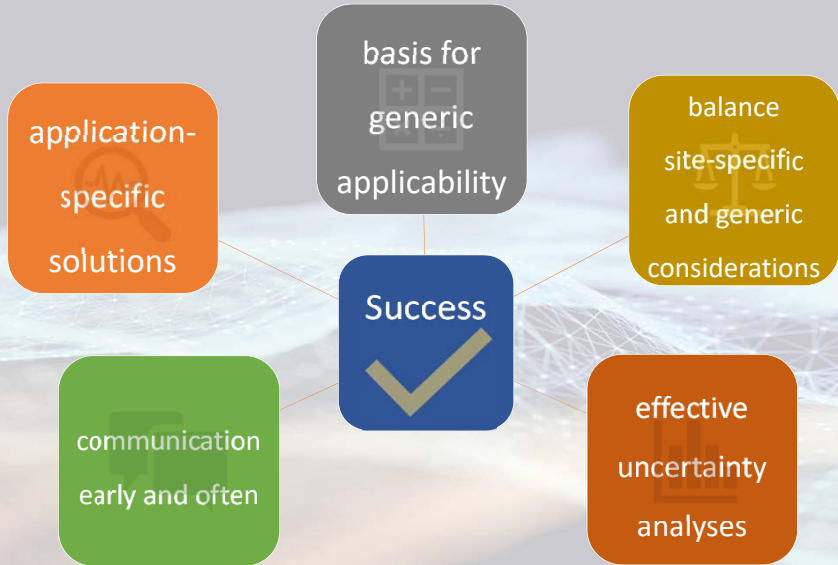 basis for
generic
applicability
application-
specific
solutions
balance
site-specific
and generic
considerations
Success
communication
early and often
effective
uncertainty
analyses